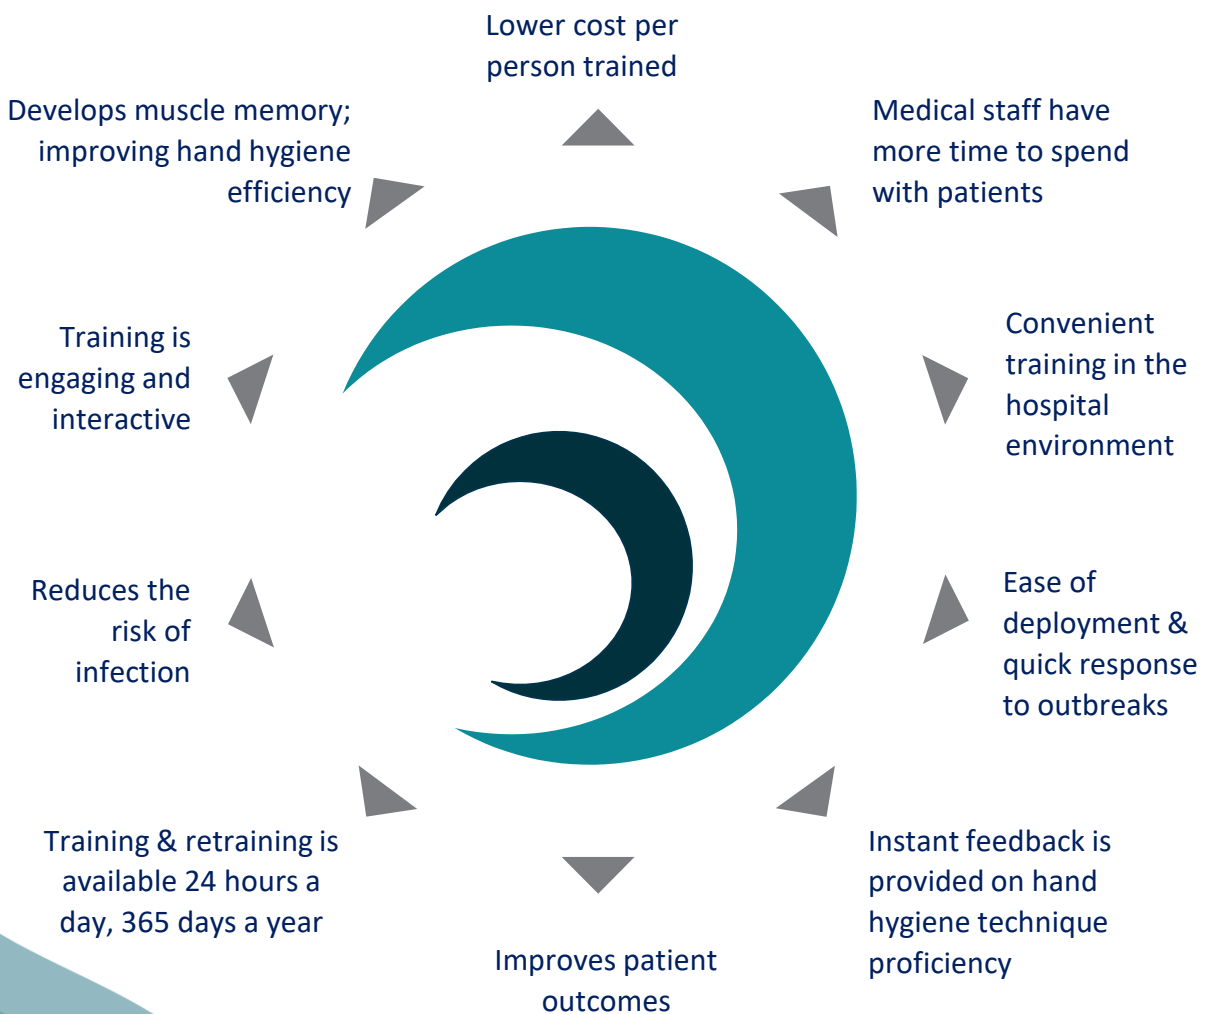 Lower cost per
person trained
Medical staff have
more time to spend
with patients
Convenient
training in the
hospital
environment
Ease of
deployment &
quick response
to outbreaks
Instant feedback is
provided on hand
hygiene technique
proficiency
Improves patient
outcomes
Training & retraining is
available 24 hours a
day, 365 days a year
Reduces the
risk of
infection
Training is
engaging and
interactive
Develops muscle memory;
improving hand hygiene
efficiency